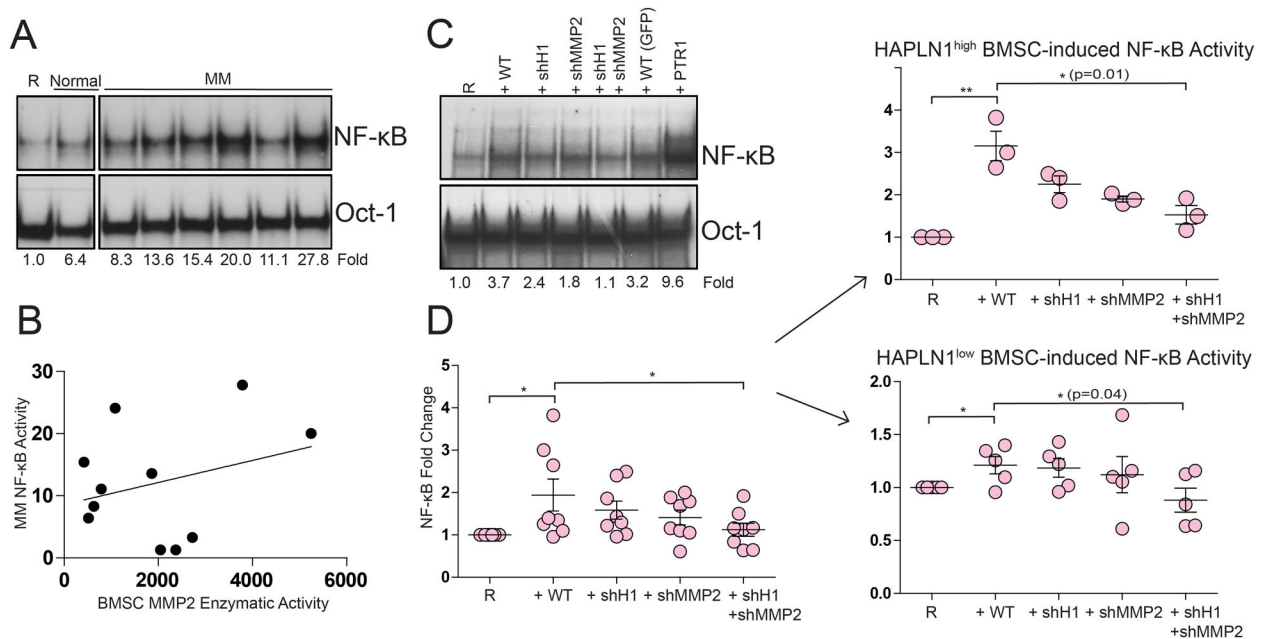 A
R Normal MM
NF-κB
Oct-1
1.0 6.4 8.3 13.6 15.4 20.0 11.1 27.8 Fold
B
MM NF-κB Activity
30
20
10
0
0 2000 4000 6000
BMSC MMP2 Enzymatic Activity
C
R
+ WT
+ shH1
+ shMMP2
+ shH1
+ shMMP2
+ WT (GFP)
+ PTR1
NF-κB
Oct-1
1.0 3.7 2.4 1.8 1.1 3.2 9.6 Fold
D
NF-κB Fold Change
5
4
3
2
1
0
*
*
R + WT + shH1 + shMMP2 + shH1
+shMMP2
HAPLN1high BMSC-induced NF-κB Activity
** * (p=0.01)
4
3
2
1
0
R + WT + shH1 + shMMP2 + shH1
+shMMP2
HAPLN1low BMSC-induced NF-κB Activity
2.0
* * (p=0.04)
1.5
1.0
0.5
0.0
R + WT + shH1 + shMMP2 + shH1
+shMMP2